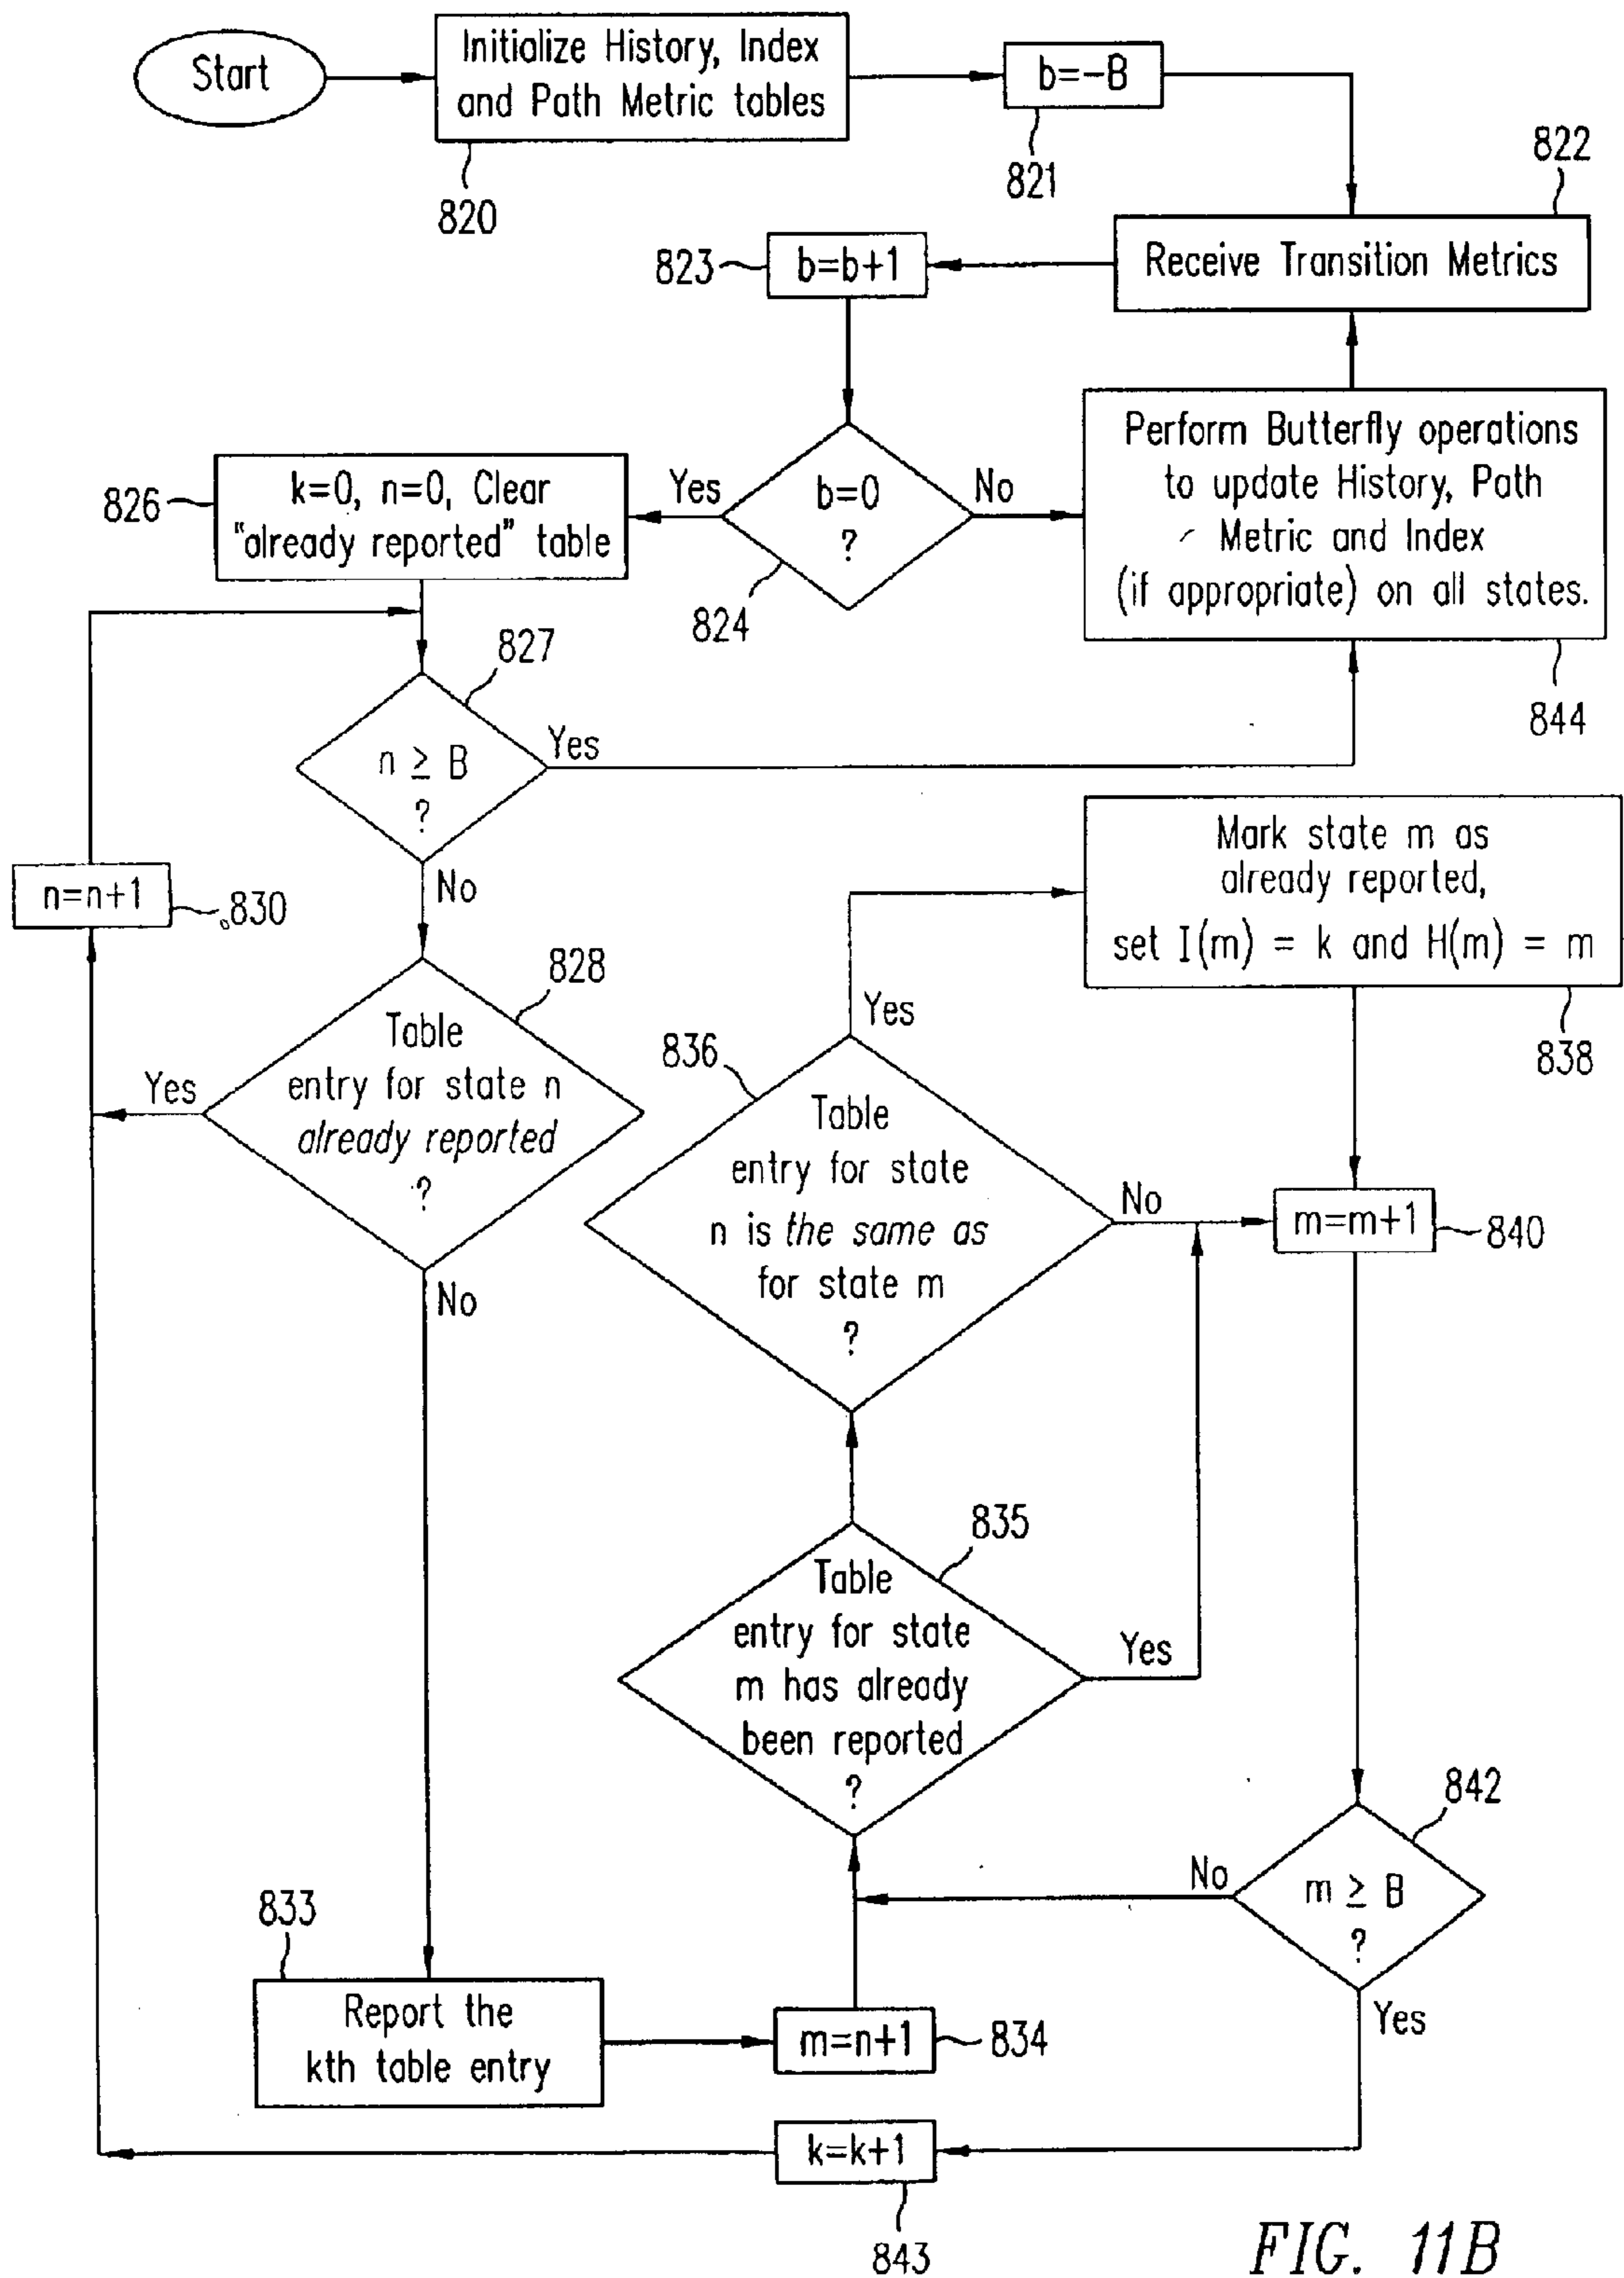 Start
Initialize History, Index
and Path Metric tables
820
b=-B
821
822
Receive Transition Metrics
823
b=b+1
b=0
?
Yes
No
824
Perform Butterfly operations
to update History, Path
Metric and Index
(if appropriate) on all states.
844
826
k=0, n=0, Clear
"already reported" table
827
n ≥ B
?
Yes
No
n=n+1
830
828
Table
entry for state n
already reported
?
Yes
No
Mark state m as
already reported,
set I(m) = k and H(m) = m
838
836
Yes
Table
entry for state
n is the same as
for state m
?
No
m=m+1
840
835
Table
entry for state
m has already
been reported
?
Yes
842
m ≥ B
?
No
Yes
833
Report the
kth table entry
m=n+1
834
k=k+1
843
FIG. 11B